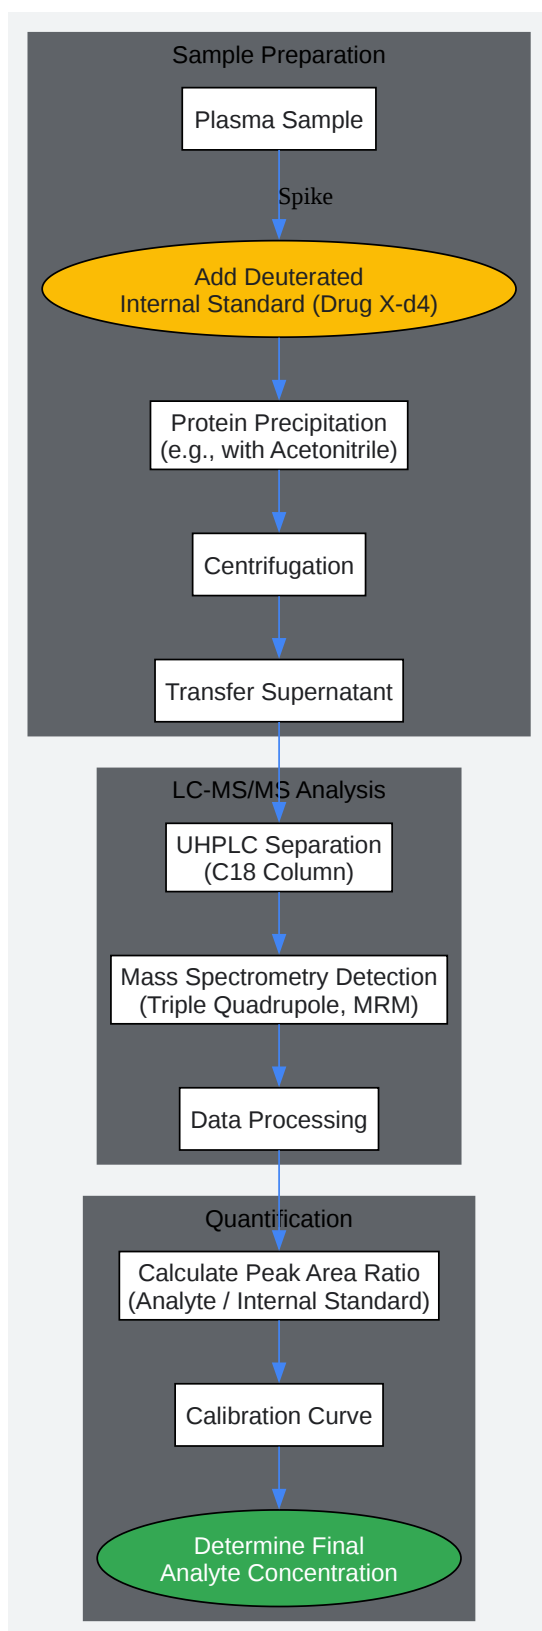 Sample Preparation
Plasma Sample
Spike
Add Deuterated
Internal Standard (Drug X-d4)
Protein Precipitation
(e.g., with Acetonitrile)
Centrifugation
Transfer Supernatant
LC-MS/MS Analysis
UHPLC Separation
(C18 Column)
Mass Spectrometry Detection
(Triple Quadrupole, MRM)
Data Processing
Quantification
Calculate Peak Area Ratio
(Analyte / Internal Standard)
Calibration Curve
Determine Final
Analyte Concentration